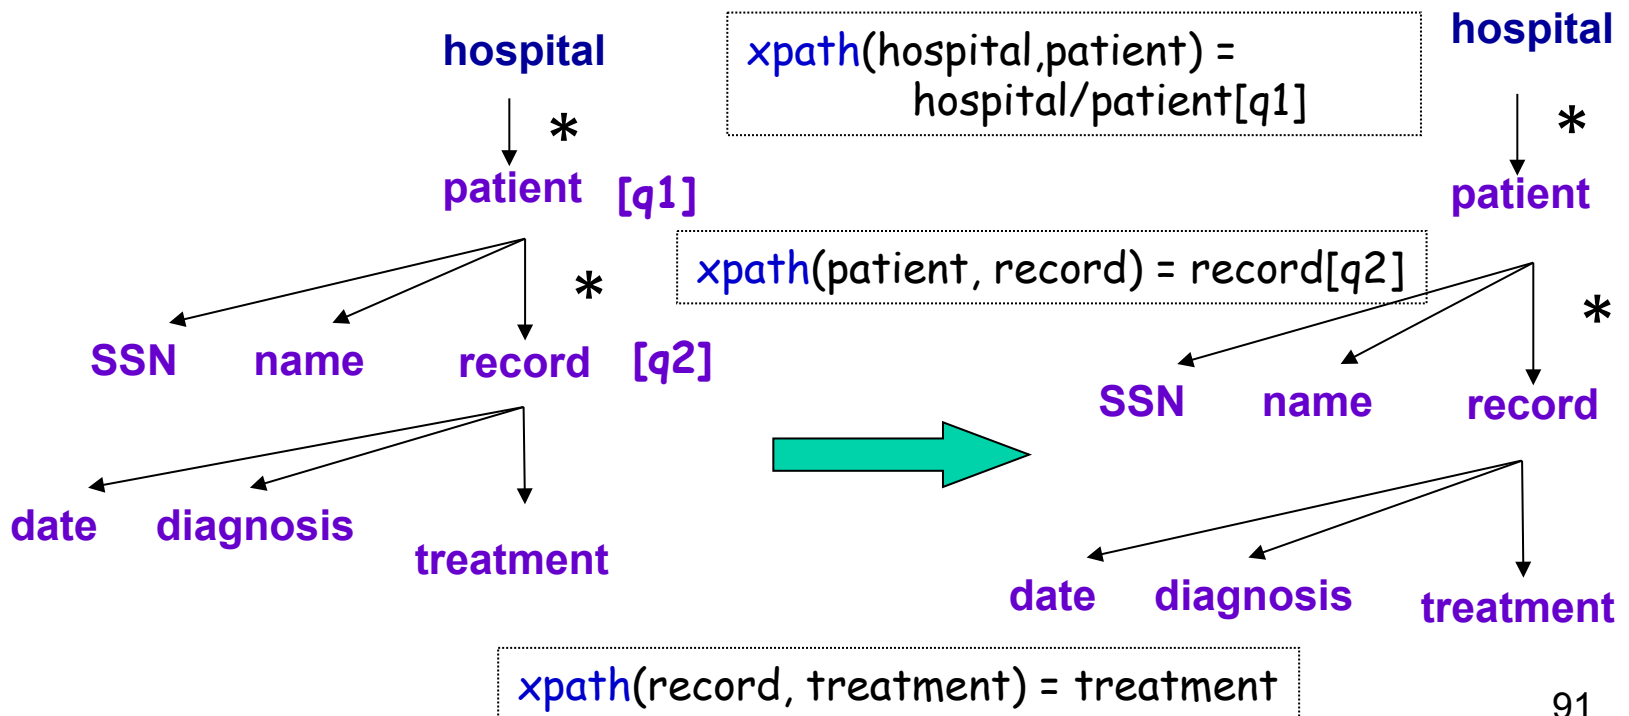 hospital
*
patient [q1]
*
SSN name record [q2]
date diagnosis treatment
xpath(hospital,patient) =
hospital/patient[q1]
xpath(patient, record) = record[q2]
hospital
*
patient
*
SSN name record
date diagnosis treatment
xpath(record, treatment) = treatment
91